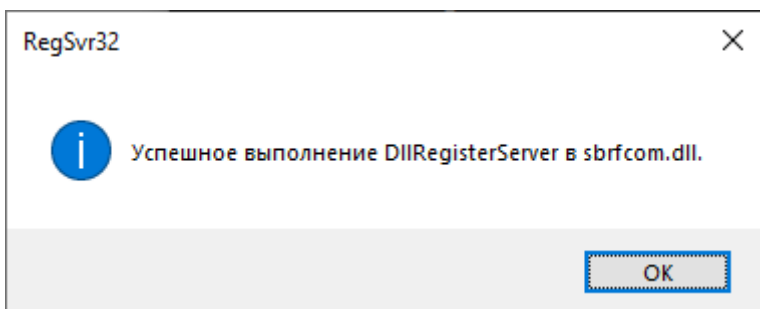 RegSvr32
Успешное выполнение DllRegisterServer в sbrfcom.dll.
OK